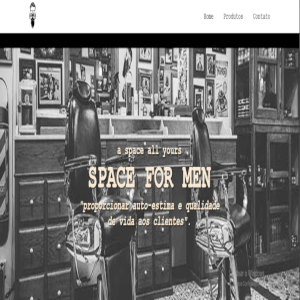 Home Produtos Contato
a space all yours .
SPACE FOR MEN
"proporcionar auto-estima e qualidade
de vida aos clientes".